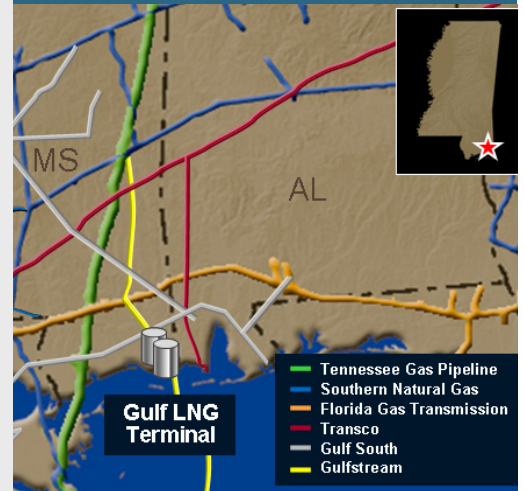 MS
AL
Gulf LNG
Terminal
Tennessee Gas Pipeline
Southern Natural Gas
Florida Gas Transmission
Transco
Gulf South
Gulfstream